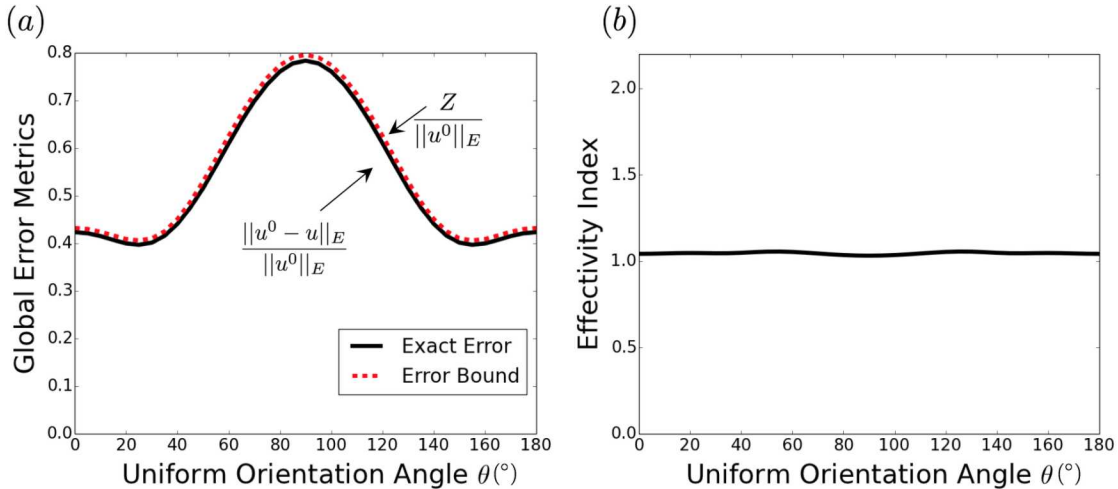 (a)
Global Error Metrics
0.8
0.7
0.6
0.5
0.4
0.3
0.2
0.1
0.0
Z
||u⁰||_E
||u⁰ − u||_E
||u⁰||_E
Exact Error
Error Bound
0 20 40 60 80 100 120 140 160 180
Uniform Orientation Angle θ(°)
(b)
Effectivity Index
2.0
1.5
1.0
0.5
0.0
0 20 40 60 80 100 120 140 160 180
Uniform Orientation Angle θ(°)